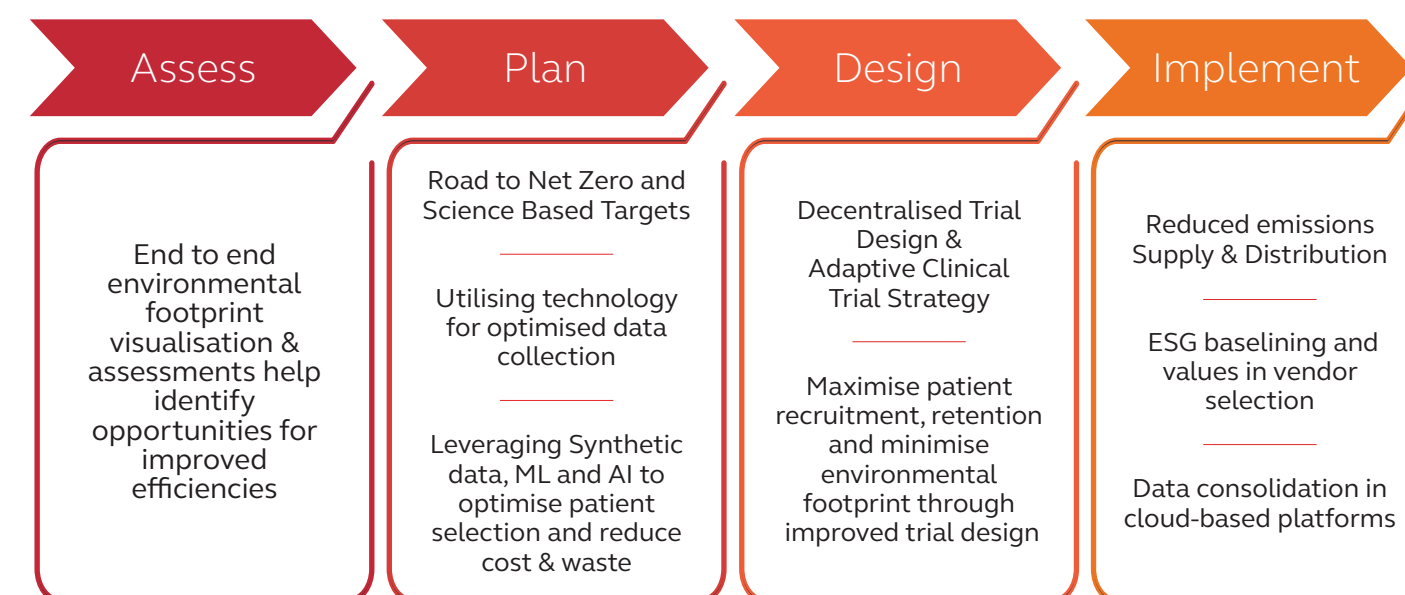 Assess
End to end
environmental
footprint
visualisation &
assessments help
identify
opportunities for
improved
efficiencies
Plan
Road to Net Zero and
Science Based Targets
Utilising technology
for optimised data
collection
Leveraging Synthetic
data, ML and AI to
optimise patient
selection and reduce
cost & waste
Design
Decentralised Trial
Design &
Adaptive Clinical
Trial Strategy
Maximise patient
recruitment, retention
and minimise
environmental
footprint through
improved trial design
Implement
Reduced emissions
Supply & Distribution
ESG baselining and
values in vendor
selection
Data consolidation in
cloud-based platforms